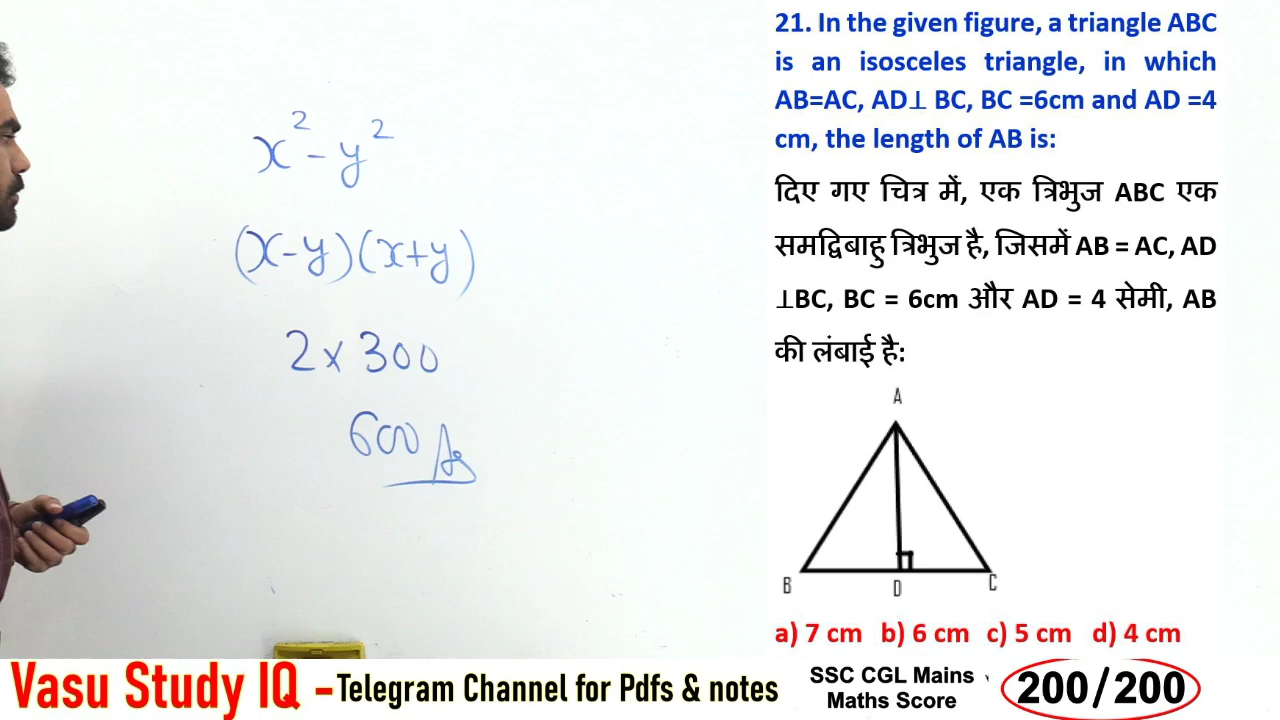 x² - y²
(x-y)(x+y)
2 x 300
600 As
21. In the given figure, a triangle ABC
is an isosceles triangle, in which
AB=AC, AD⊥ BC, BC =6cm and AD =4
cm, the length of AB is:
दिए गए चित्र में, एक त्रिभुज ABC एक
समद्विबाहु त्रिभुज है, जिसमें AB = AC, AD
⊥BC, BC = 6cm और AD = 4 सेमी, AB
की लंबाई है:
A
B D C
a) 7 cm b) 6 cm c) 5 cm d) 4 cm
Vasu Study IQ – Telegram Channel for Pdfs & notes
SSC CGL Mains
Maths Score
200/200